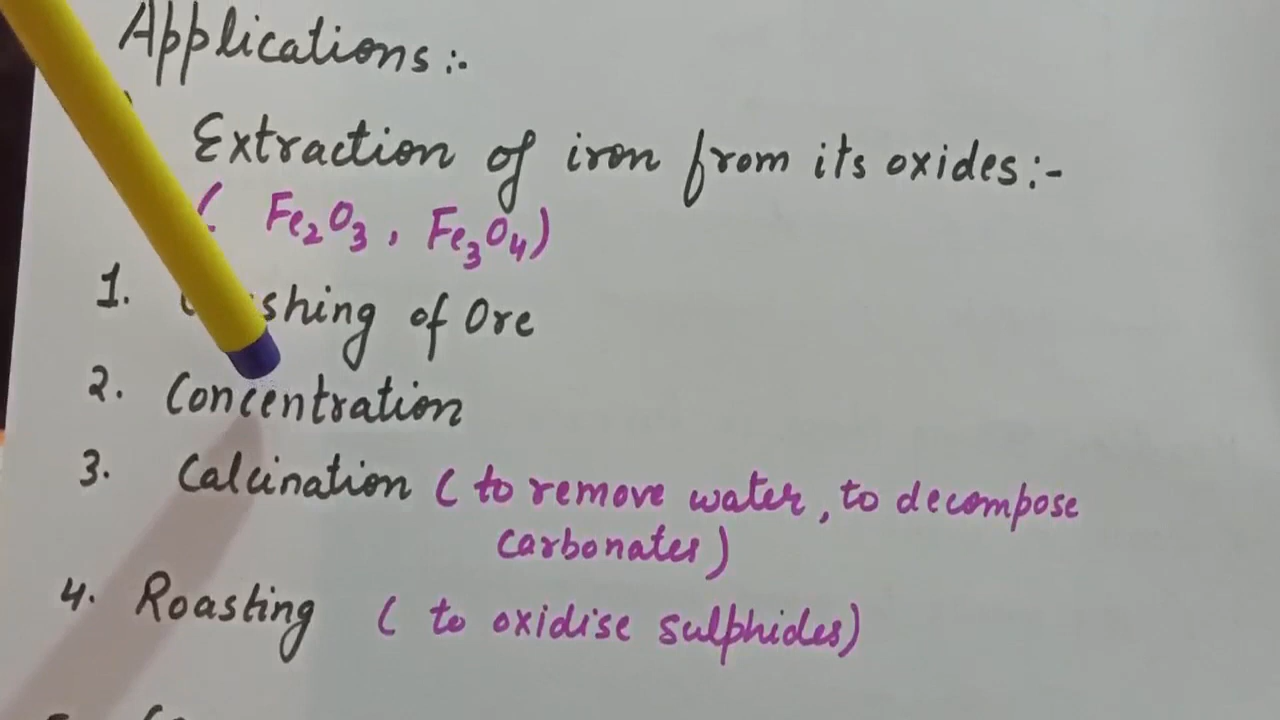 Applications :-
Extraction of iron from its oxides :-
( Fe₂O₃ , Fe₃O₄ )
1. of Ore
2. Concentration
3. Calcination ( to remove water , to decompose
carbonates )
4. Roasting ( to oxidise sulphides )